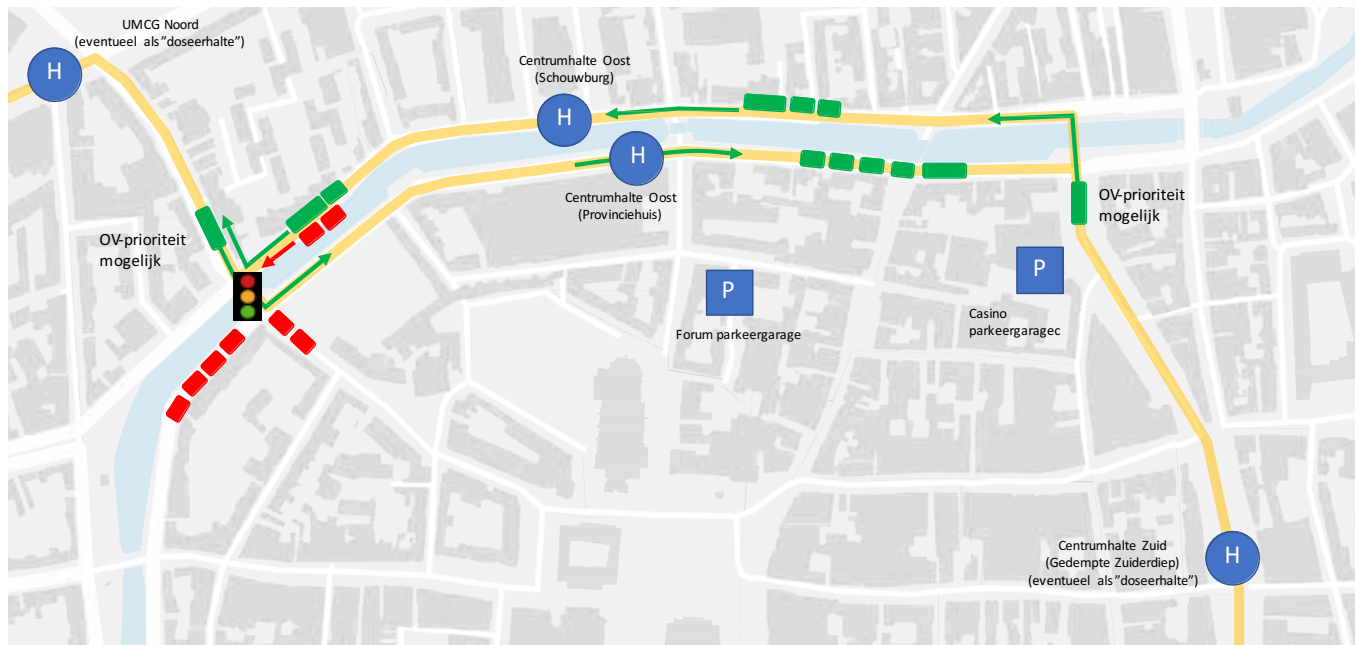 UMCG Noord
(eventueel als "doseerhalte")
H
Centrumhalte Oost
(Schouwburg)
H
H
Centrumhalte Oost
(Provinciehuis)
OV-prioriteit
mogelijk
OV-prioriteit
mogelijk
P
Forum parkeergarage
P
Casino
parkeergaragec
Centrumhalte Zuid
(Gedempte Zuiderdiep)
(eventueel als "doseerhalte")
H